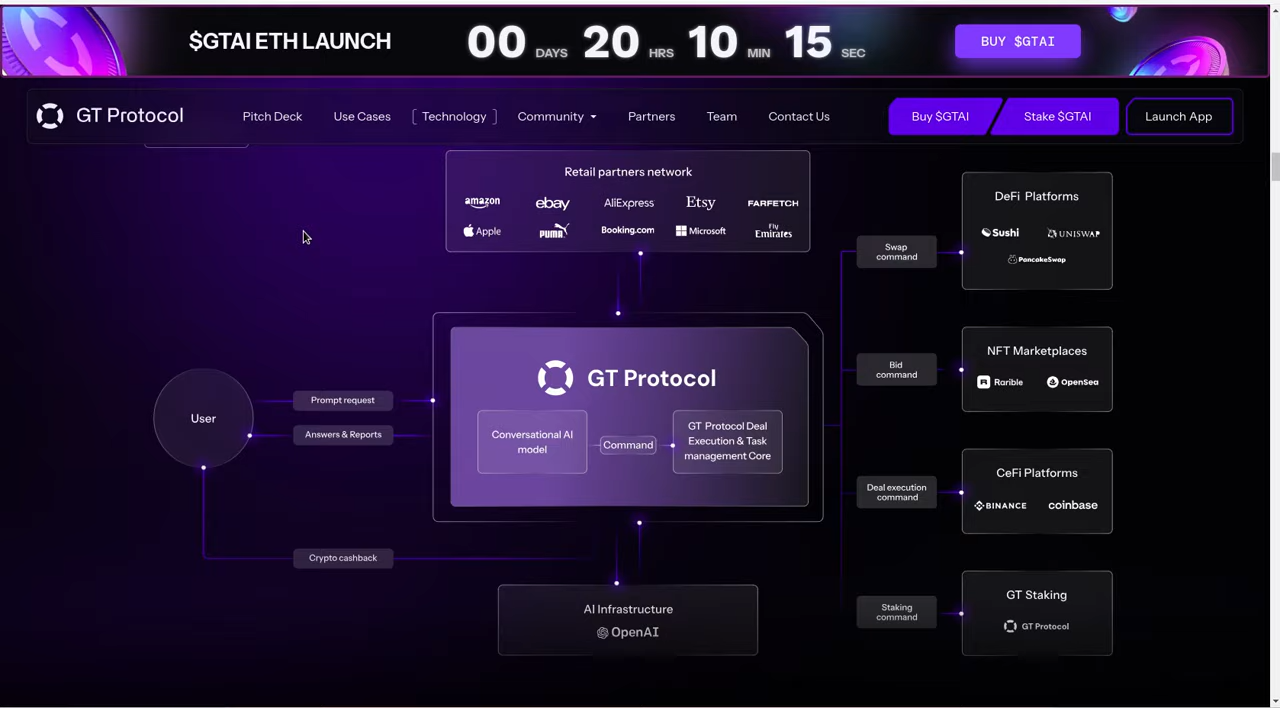 $GTAI ETH LAUNCH
00 DAYS 20 HRS 10 MIN 15 SEC
BUY $GTAI
GT Protocol
Pitch Deck
Use Cases
[ Technology ]
Community
Partners
Team
Contact Us
Buy $GTAI
Stake $GTAI
Launch App
Retail partners network
amazon
ebay
AliExpress
Etsy
FARFETCH
Apple
PUMA
Booking.com
Microsoft
Fly
Emirates
User
Prompt request
Answers & Reports
Crypto cashback
GT Protocol
Conversational AI
model
Command
GT Protocol Deal
Execution & Task
management Core
AI Infrastructure
OpenAI
Swap
command
DeFi Platforms
Sushi
UNISWAP
PancakeSwap
Bid
command
NFT Marketplaces
Rarible
OpenSea
Deal execution
command
CeFi Platforms
BINANCE
coinbase
Staking
command
GT Staking
GT Protocol